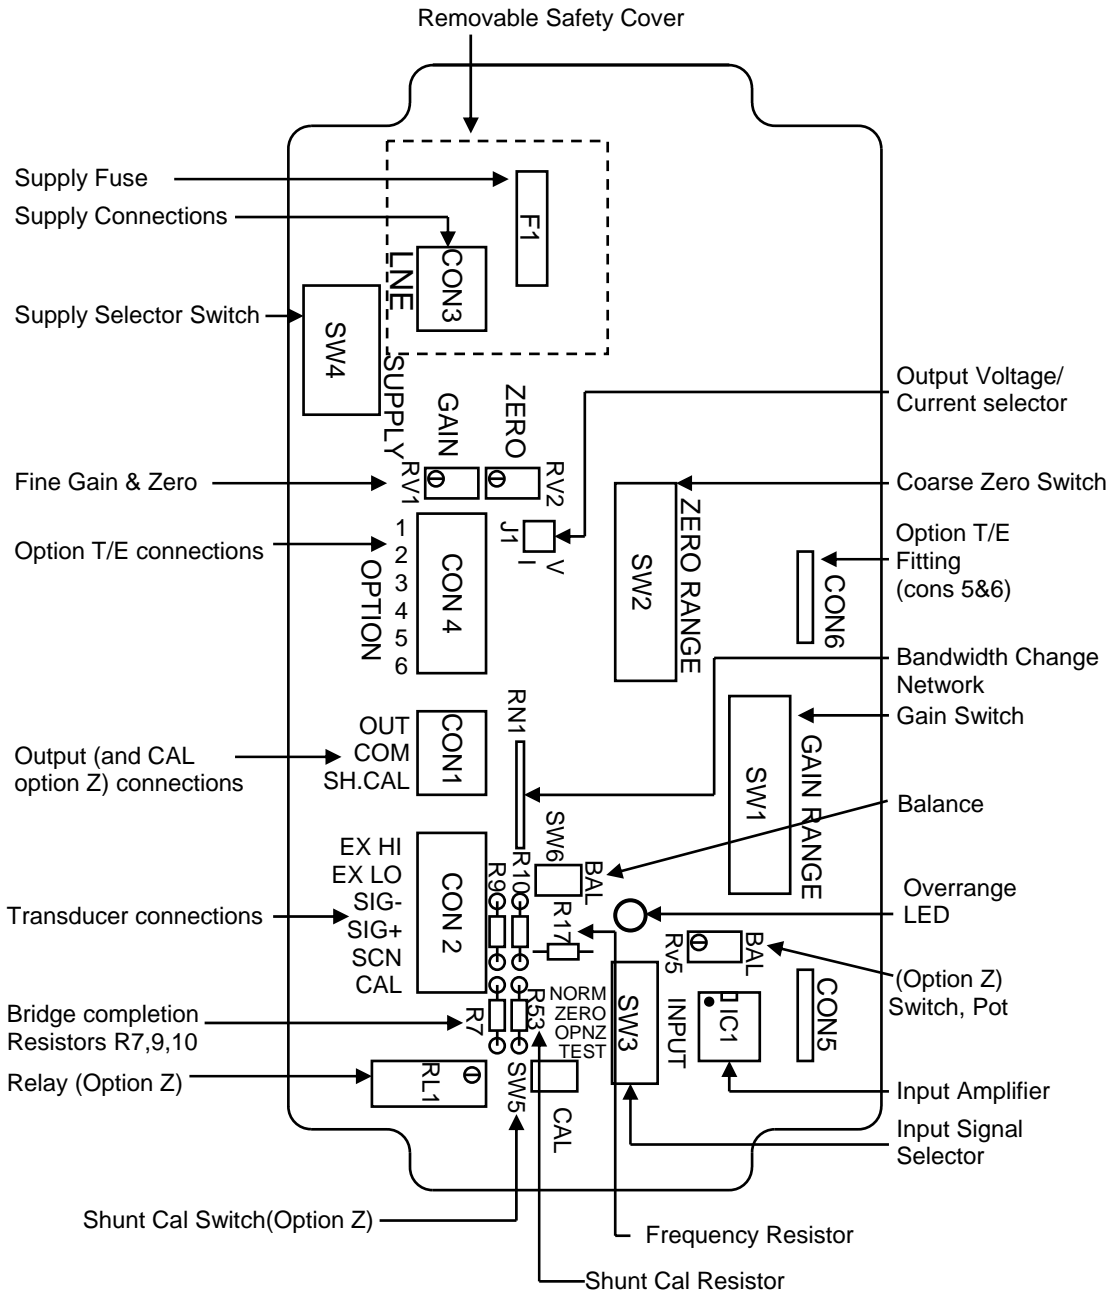 Removable Safety Cover
Supply Fuse
Supply Connections
F1
CON3
LNE
Supply Selector Switch
SW4
SUPPLY
GAIN
ZERO
Output Voltage/
Current selector
Fine Gain & Zero
RV1
RV2
Coarse Zero Switch
ZERO RANGE
SW2
Option T/E connections
1
2
3
4
5
6
OPTION
CON 4
J1
I
V
Option T/E
Fitting
(cons 5&6)
CON6
Bandwidth Change
Network
Gain Switch
RN1
OUT
COM
SH.CAL
CON1
Output (and CAL
option Z) connections
SW1
GAIN RANGE
Balance
SW6
BAL
EX HI
EX LO
SIG-
SIG+
SCN
CAL
CON 2
R9
R10
R17
Transducer connections
Overrange
LED
Rv5
BAL
(Option Z)
Switch, Pot
NORM
ZERO
OPNZ
TEST
SW3
INPUT
IC1
CON5
Bridge completion
Resistors R7,9,10
R7
R53
Relay (Option Z)
RL1
SW5
CAL
Input Amplifier
Input Signal
Selector
Shunt Cal Switch(Option Z)
Frequency Resistor
Shunt Cal Resistor